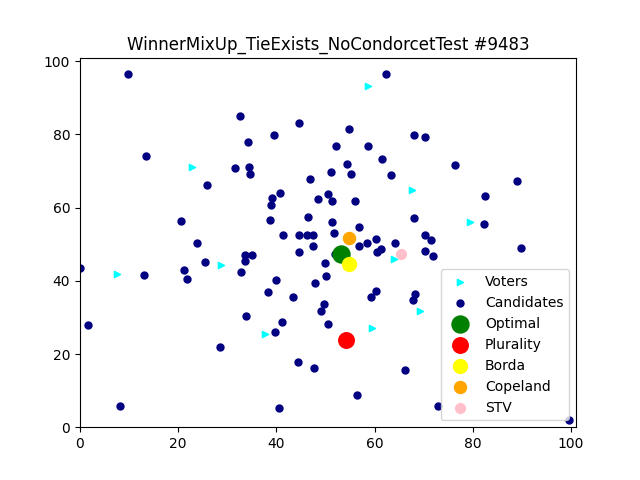 WinnerMixUp_TieExists_NoCondorcetTest #9483
100
80
60
40
20
0
0 20 40 60 80 100
Voters
Candidates
Optimal
Plurality
Borda
Copeland
STV